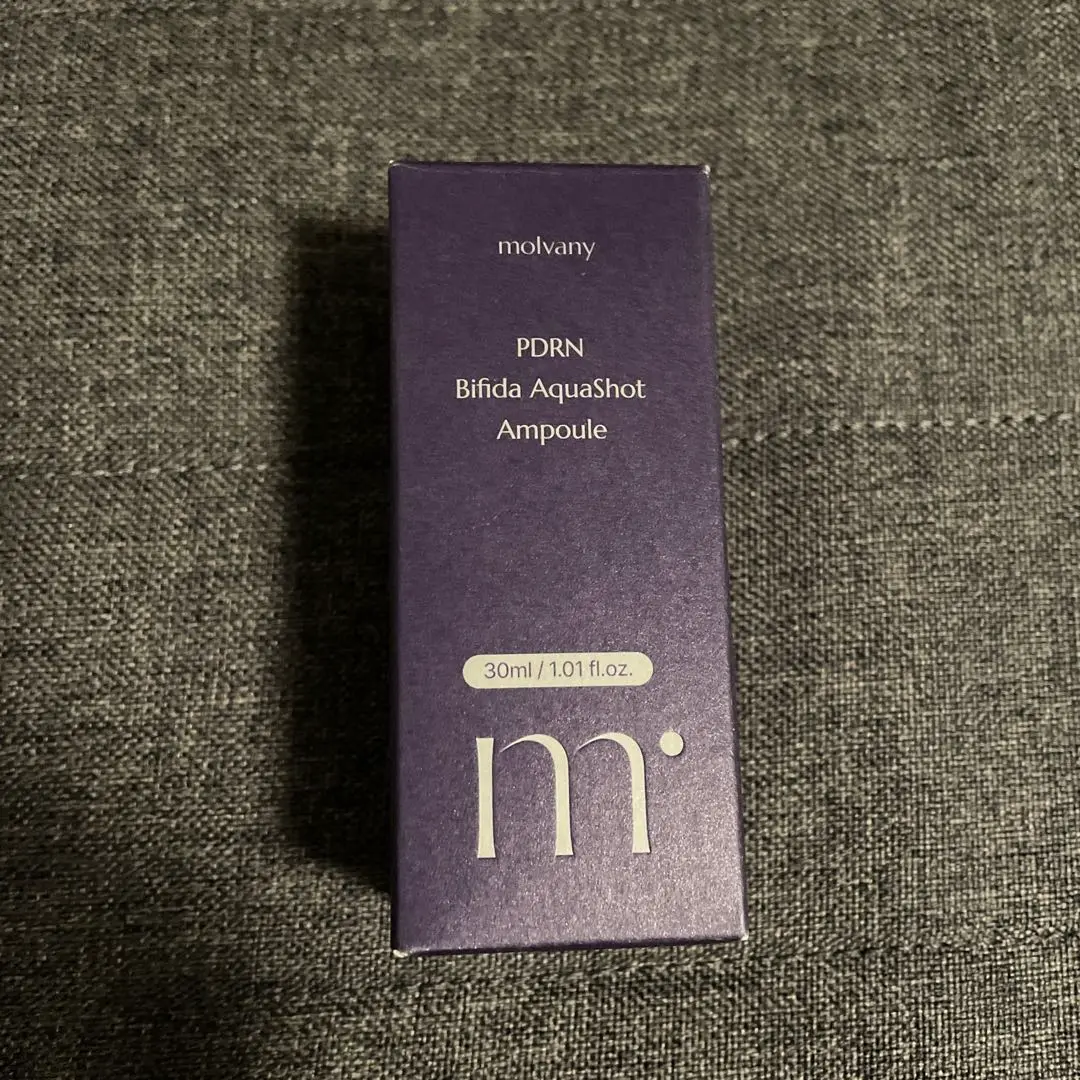 molvany
PDRN
Bifida AquaShot
Ampoule
30ml / 1.01 fl.oz.
m·